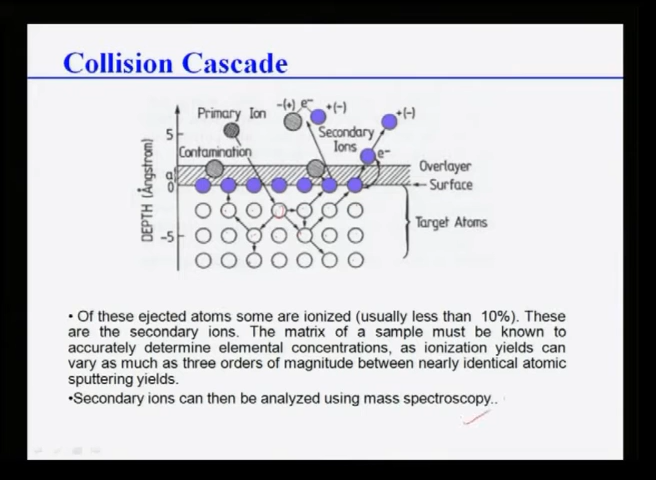 Collision Cascade
-(+) e⁻ +(-) +(-)
Primary Ion
5
Secondary
Ions e⁻
Contamination
Overlayer
a
0
Surface
DEPTH (Ångstrom)
Target Atoms
-5
• Of these ejected atoms some are ionized (usually less than 10%). These
are the secondary ions. The matrix of a sample must be known to
accurately determine elemental concentrations, as ionization yields can
vary as much as three orders of magnitude between nearly identical atomic
sputtering yields.
•Secondary ions can then be analyzed using mass spectroscopy..